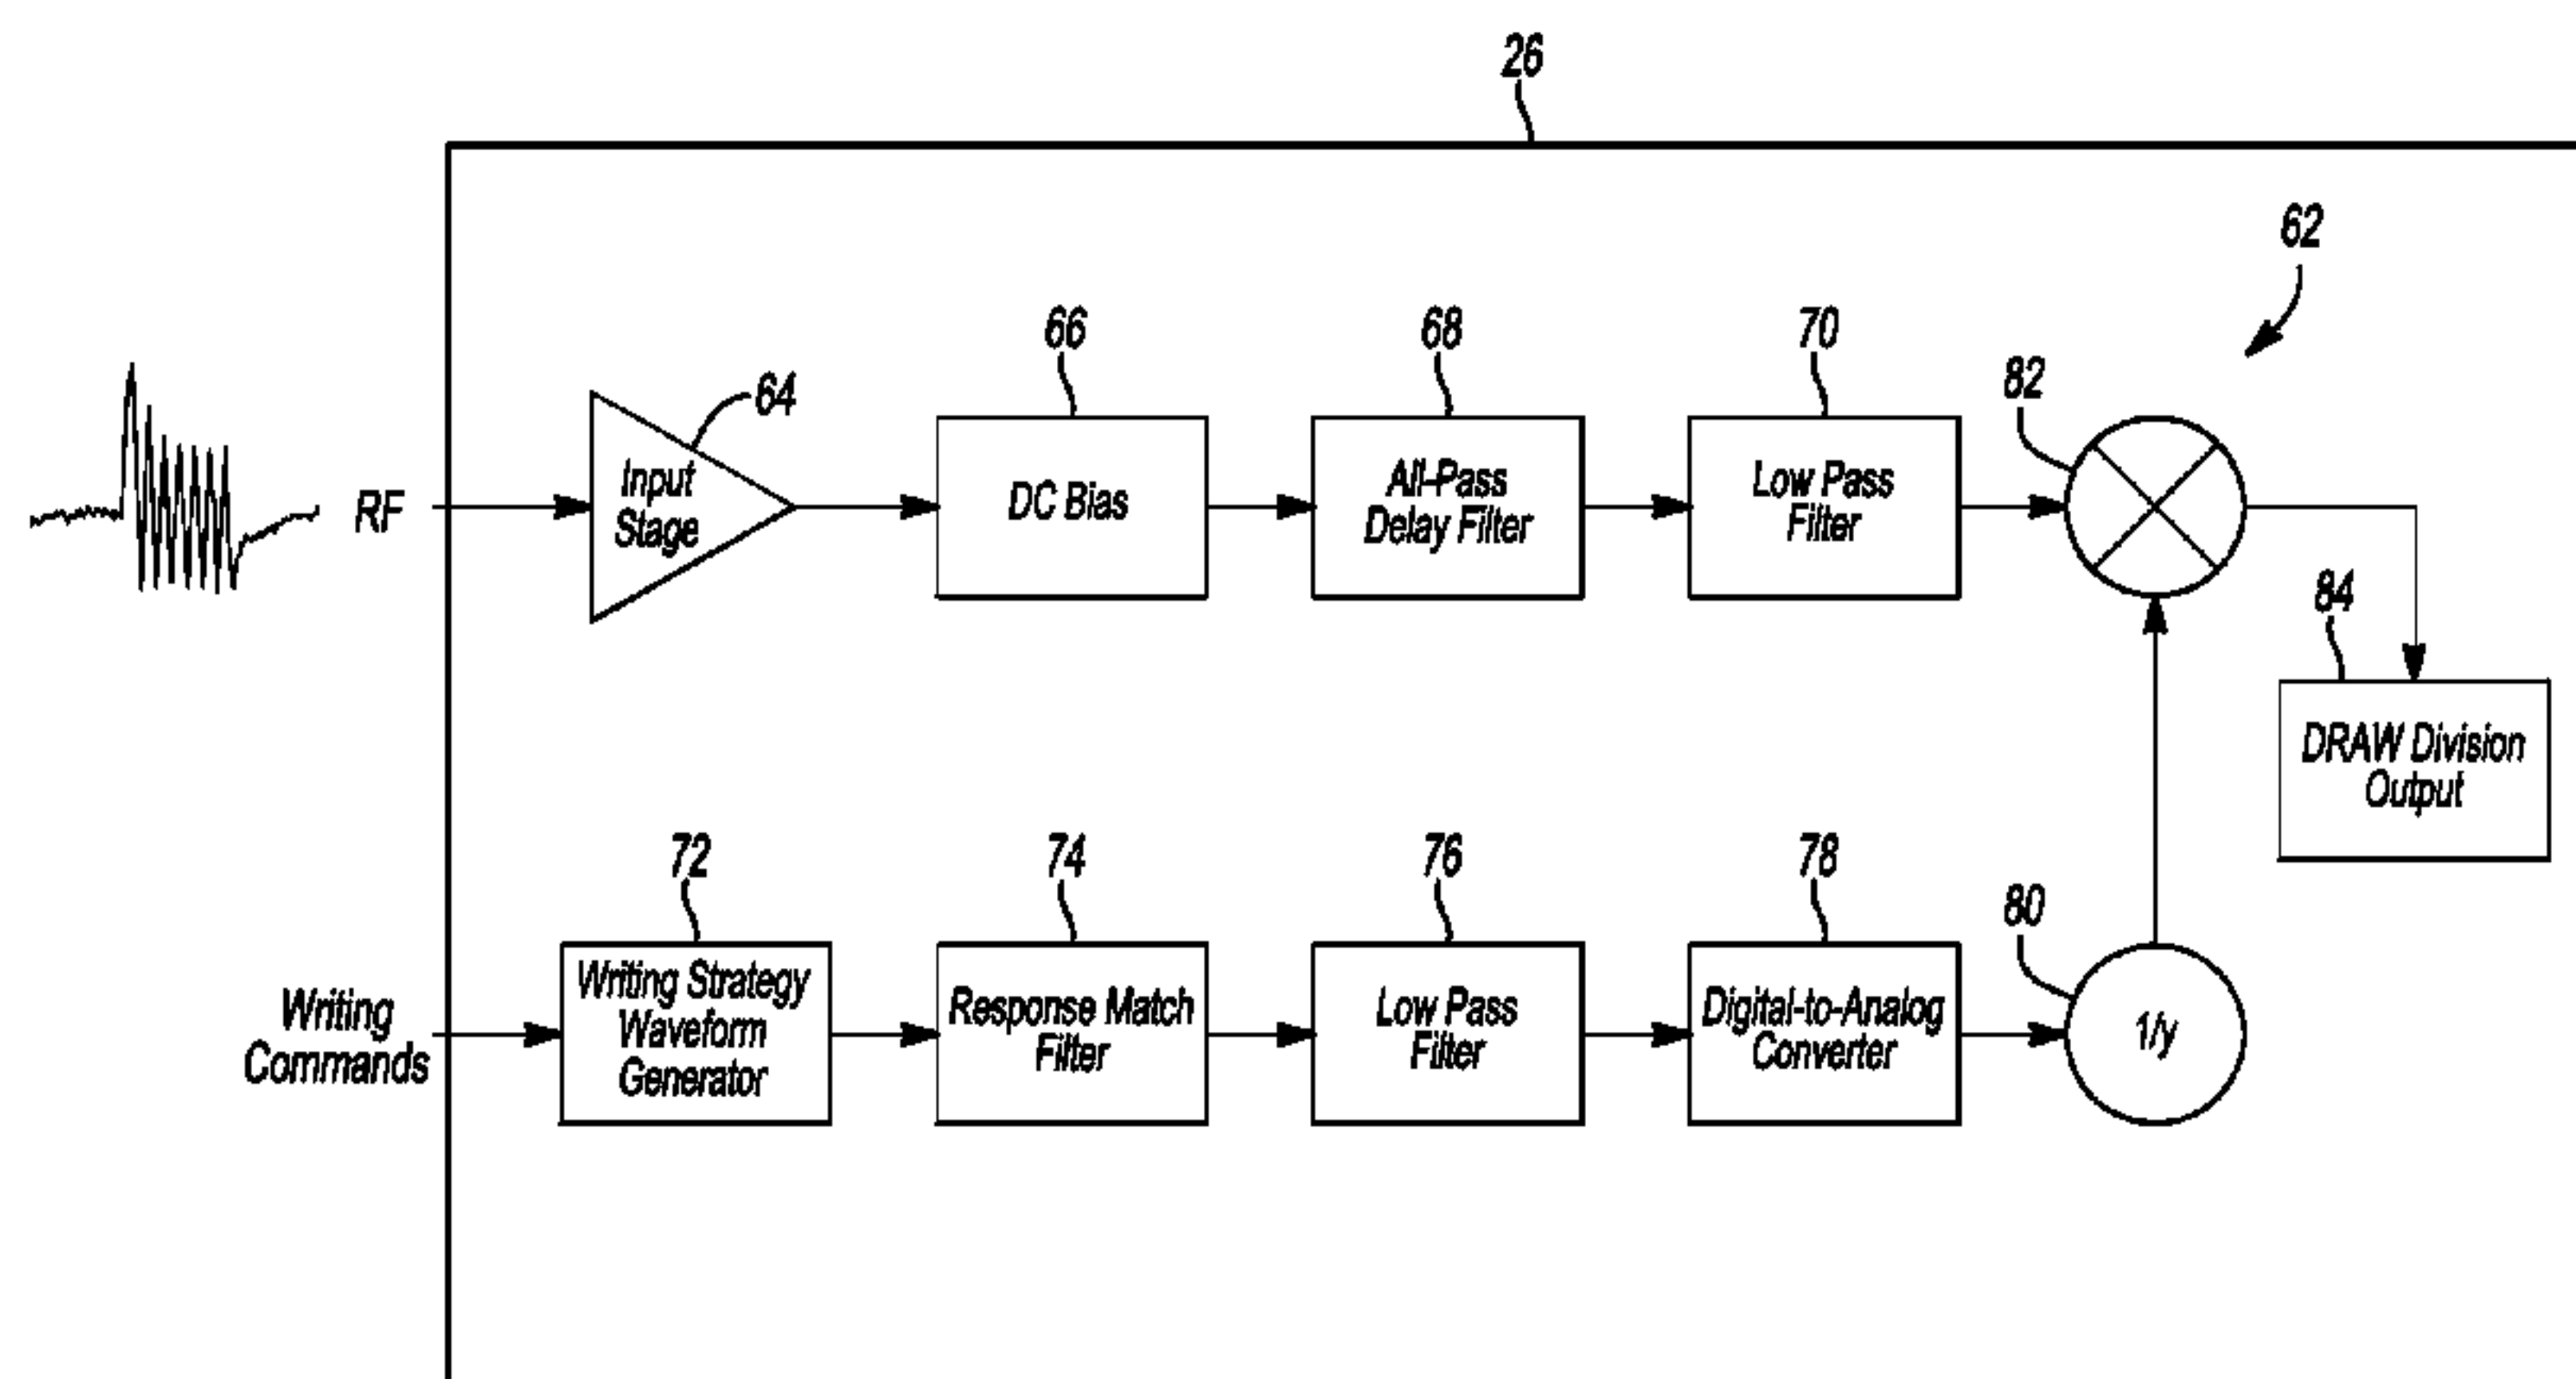 26
62
66
68
70
82
64
RF
Input
Stage
DC Bias
All-Pass
Delay Filter
Low Pass
Filter
84
DRAW Division
Output
72
74
76
78
80
Writing
Commands
Writing Strategy
Waveform
Generator
Response Match
Filter
Low Pass
Filter
Digital-to-Analog
Converter
1/y